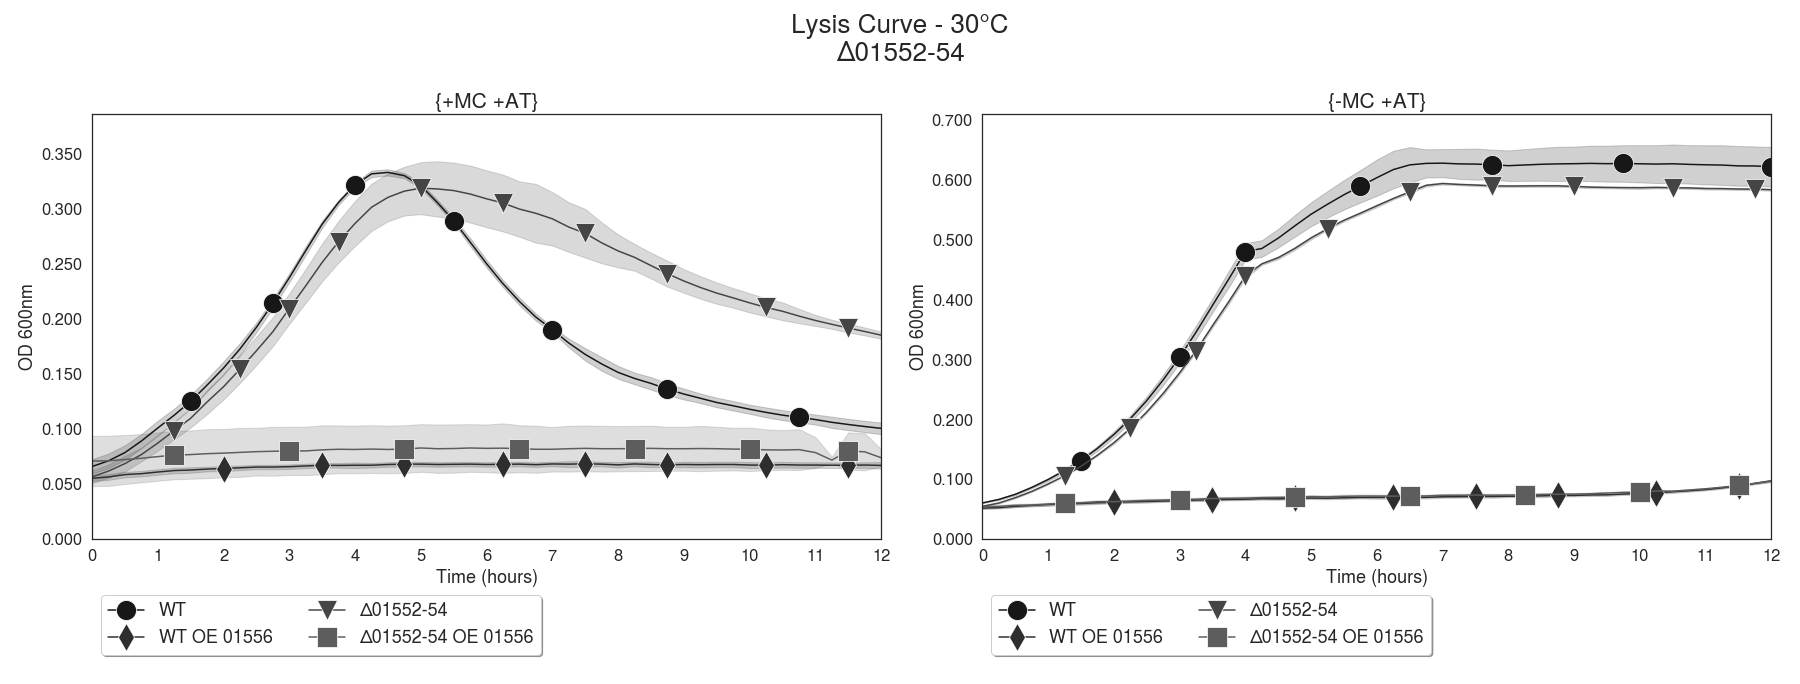 Lysis Curve - 30°C
Δ01552-54
{+MC +AT}
OD 600nm
0.350
0.300
0.250
0.200
0.150
0.100
0.050
0.000
0 1 2 3 4 5 6 7 8 9 10 11 12
Time (hours)
WT
Δ01552-54
WT OE 01556
Δ01552-54 OE 01556
{-MC +AT}
OD 600nm
0.700
0.600
0.500
0.400
0.300
0.200
0.100
0.000
0 1 2 3 4 5 6 7 8 9 10 11 12
Time (hours)
WT
Δ01552-54
WT OE 01556
Δ01552-54 OE 01556